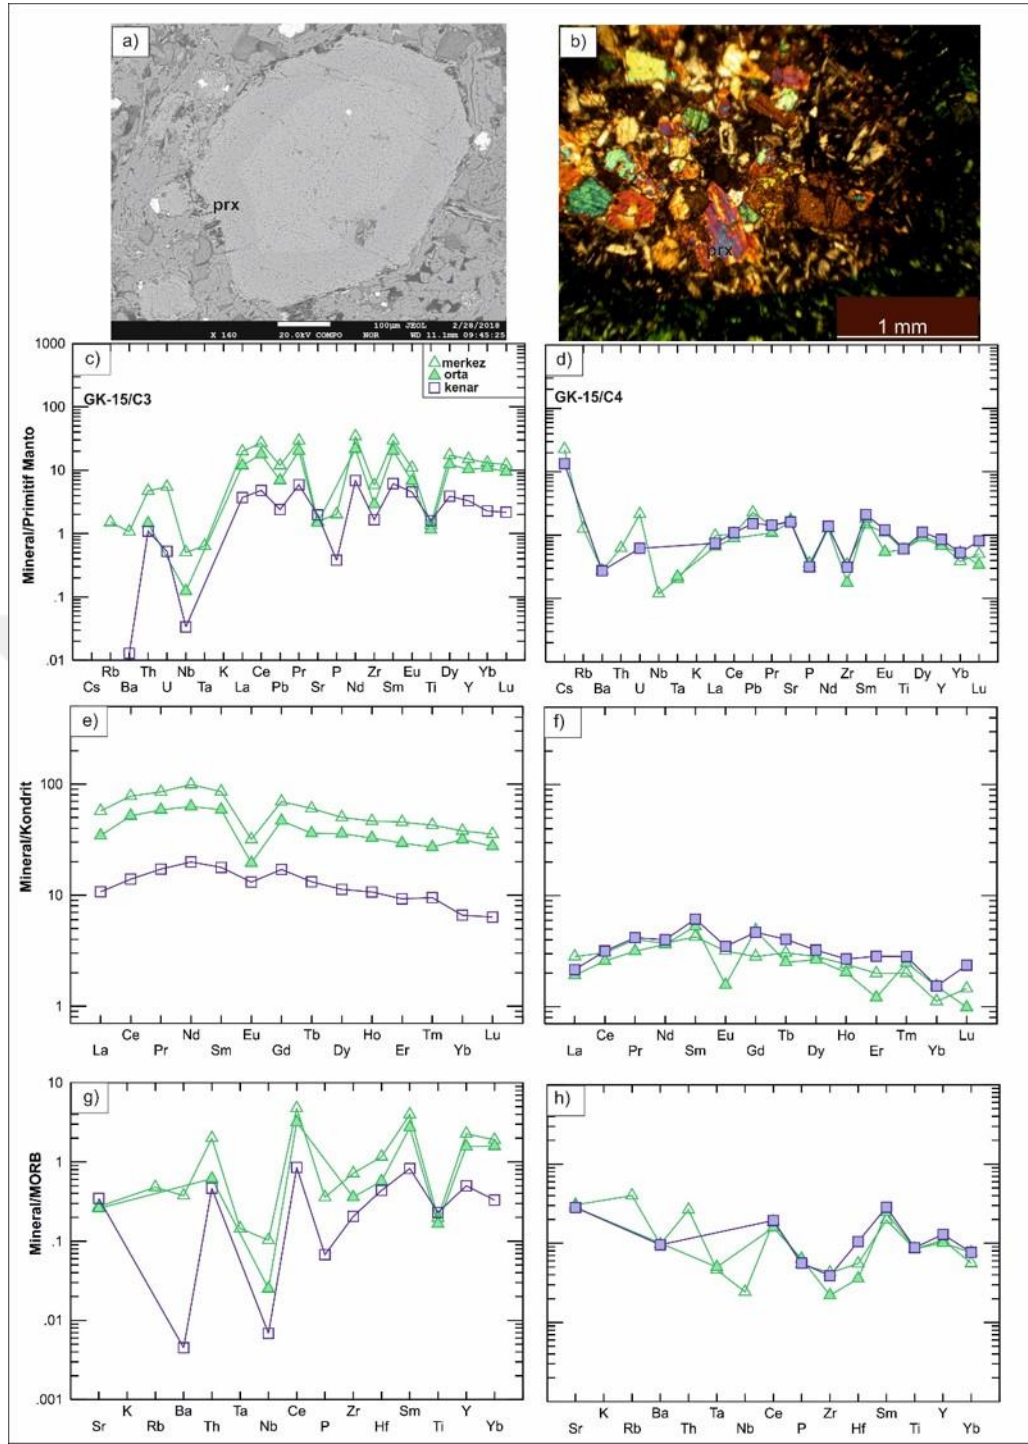 a)
prx
100µm JEOL 2/28/2018
X 160 20.0kV COMPO NOR WD 11.1mm 09:45:25
b)
prx
1 mm
c)
GK-15/C3
merkez
orta
kenar
Mineral/Primitif Manto
1000
100
10
1
.1
.01
Rb Th Nb K Ce Pr P Zr Eu Dy Yb
Cs Ba U Ta La Pb Sr Nd Sm Ti Y Lu
d)
GK-15/C4
Rb Th Nb K Ce Pr P Zr Eu Dy Yb
Cs Ba U Ta La Pb Sr Nd Sm Ti Y Lu
e)
Mineral/Kondrit
100
10
1
Ce Nd Eu Tb Ho Tm Lu
La Pr Sm Gd Dy Er Yb
f)
Ce Nd Eu Tb Ho Tm Lu
La Pr Sm Gd Dy Er Yb
g)
Mineral/MORB
10
1
.1
.01
.001
K Ba Ta Ce Zr Sm Y
Sr Rb Th Nb P Hf Ti Yb
h)
K Ba Ta Ce Zr Sm Y
Sr Rb Th Nb P Hf Ti Yb